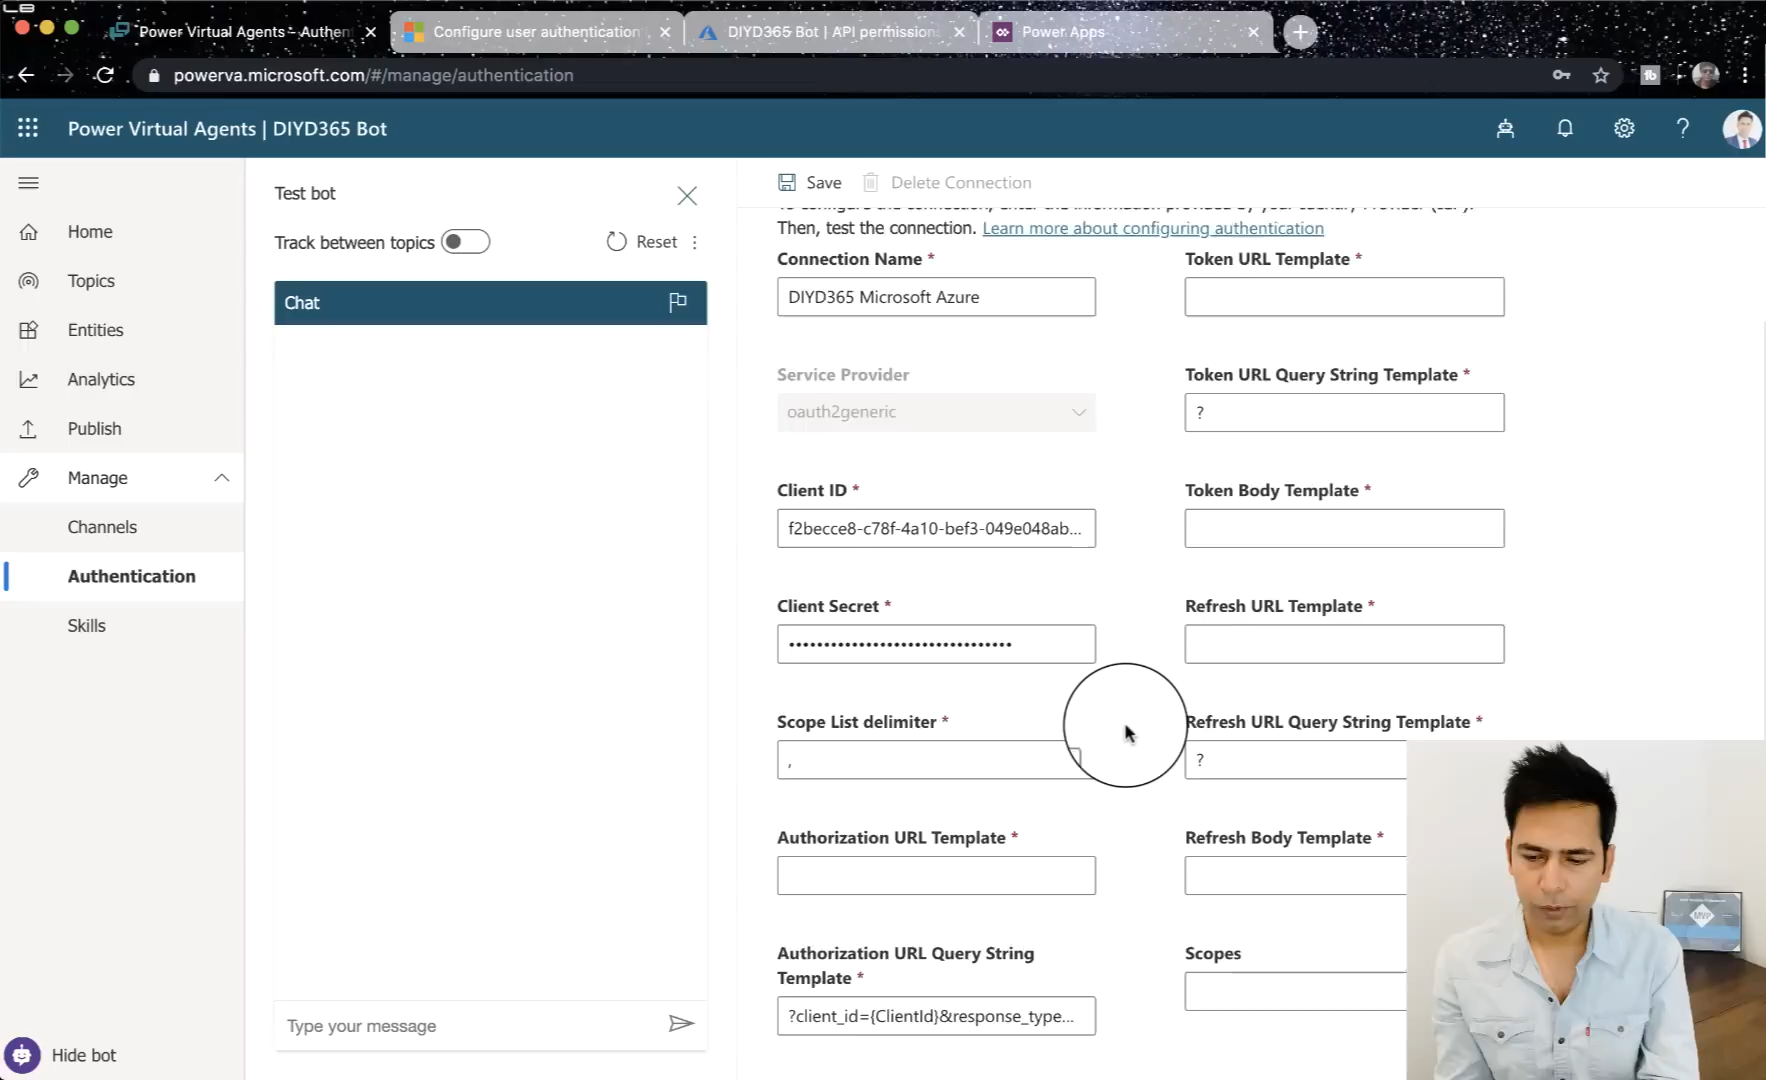 Power Virtual Agents - Authen
Configure user authentication
DIYD365 Bot | API permissions
Power Apps
powerva.microsoft.com/#/manage/authentication
Power Virtual Agents | DIYD365 Bot
Home
Topics
Entities
Analytics
Publish
Manage
Channels
Authentication
Skills
Hide bot
Test bot
Track between topics
Reset
Chat
Type your message
Save
Delete Connection
Then, test the connection. Learn more about configuring authentication
Connection Name *
DIYD365 Microsoft Azure
Service Provider
oauth2generic
Client ID *
f2becce8-c78f-4a10-bef3-049e048ab...
Client Secret *
••••••••••••••••••••••••••••••••
Scope List delimiter *
,
Authorization URL Template *
Authorization URL Query String
Template *
?client_id={ClientId}&response_type...
Token URL Template *
Token URL Query String Template *
?
Token Body Template *
Refresh URL Template *
Refresh URL Query String Template *
?
Refresh Body Template *
Scopes
MVP